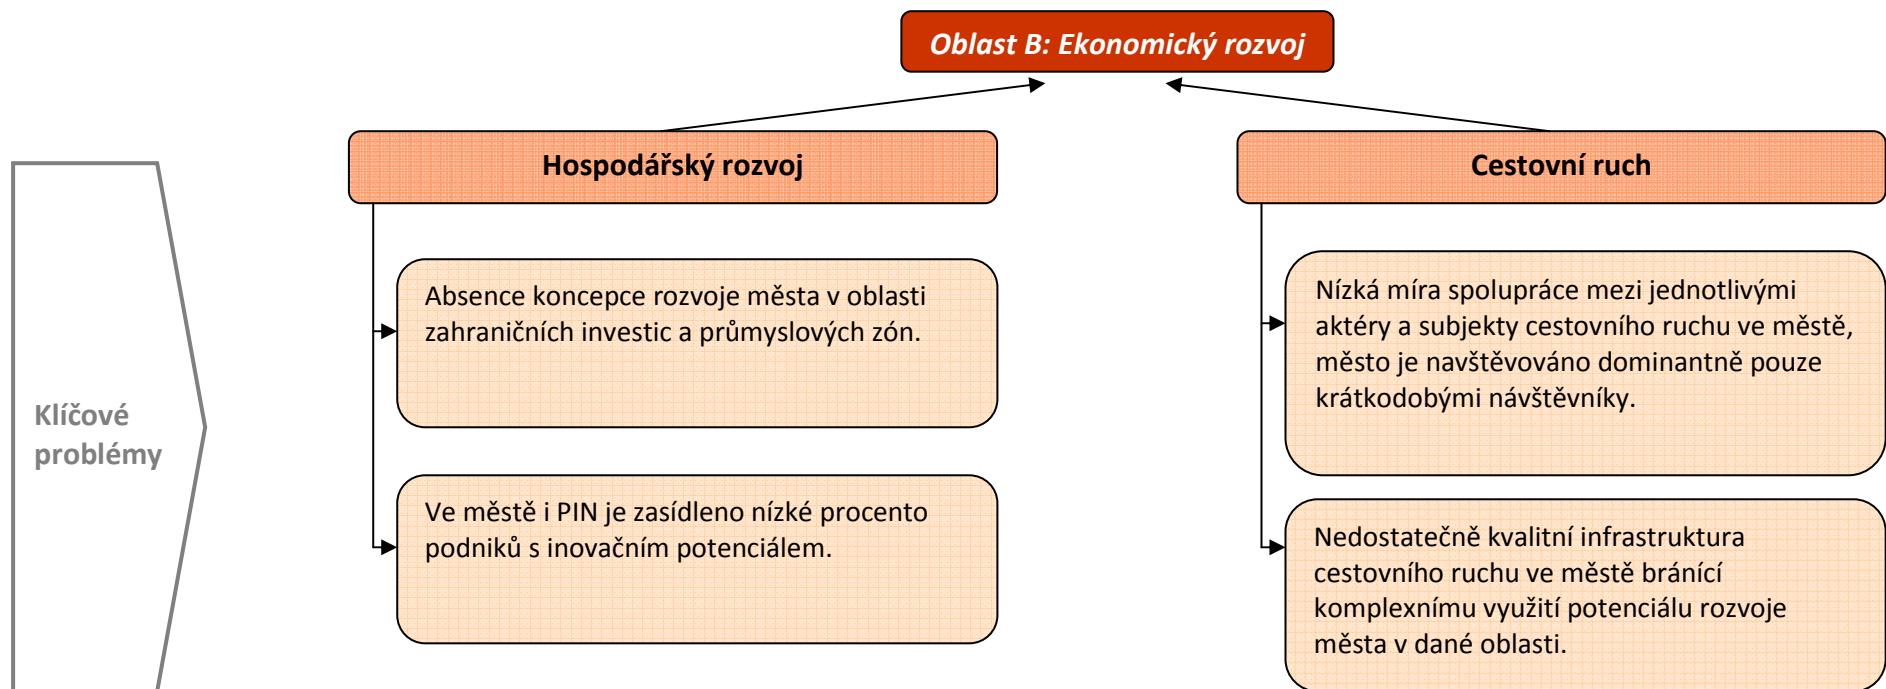 Oblast B: Ekonomický rozvoj
Hospodářský rozvoj
Cestovní ruch
Klíčové
problémy
Absence koncepce rozvoje města v oblasti
zahraničních investic a průmyslových zón.
Ve městě i PIN je zasídleno nízké procento
podniků s inovačním potenciálem.
Nízká míra spolupráce mezi jednotlivými
aktéry a subjekty cestovního ruchu ve městě,
město je navštěvováno dominantně pouze
krátkodobými návštěvníky.
Nedostatečně kvalitní infrastruktura
cestovního ruchu ve městě bránící
komplexnímu využití potenciálu rozvoje
města v dané oblasti.